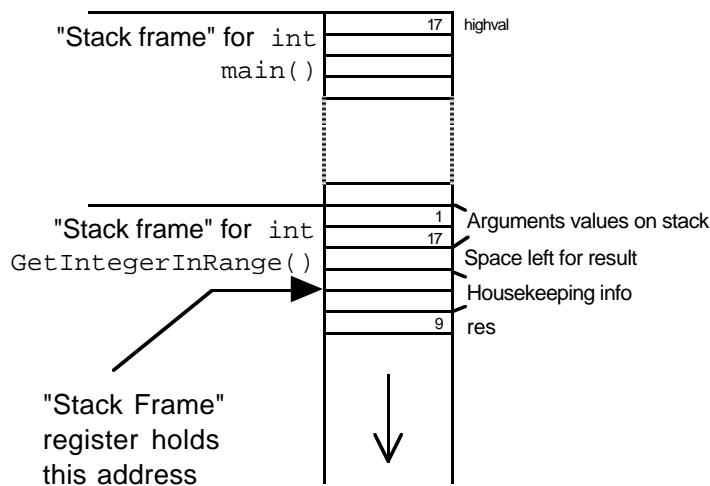 17 highval
"Stack frame" for int
main()
1
Arguments values on stack
"Stack frame" for int
17
Space left for result
GetIntegerInRange()
Housekeeping info
9 res
"Stack Frame"
register holds
this address